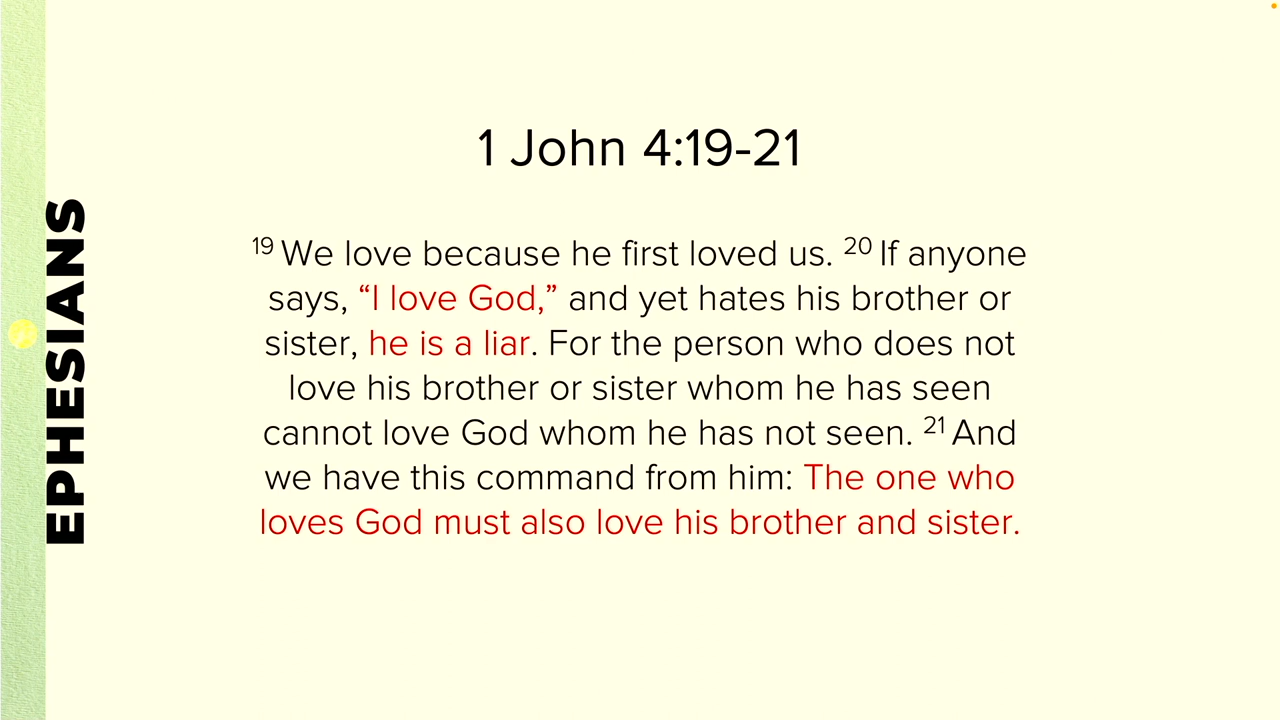 EPHESIANS
1 John 4:19-21
19 We love because he first loved us. 20 If anyone
says, “I love God,” and yet hates his brother or
sister, he is a liar. For the person who does not
love his brother or sister whom he has seen
cannot love God whom he has not seen. 21 And
we have this command from him: The one who
loves God must also love his brother and sister.